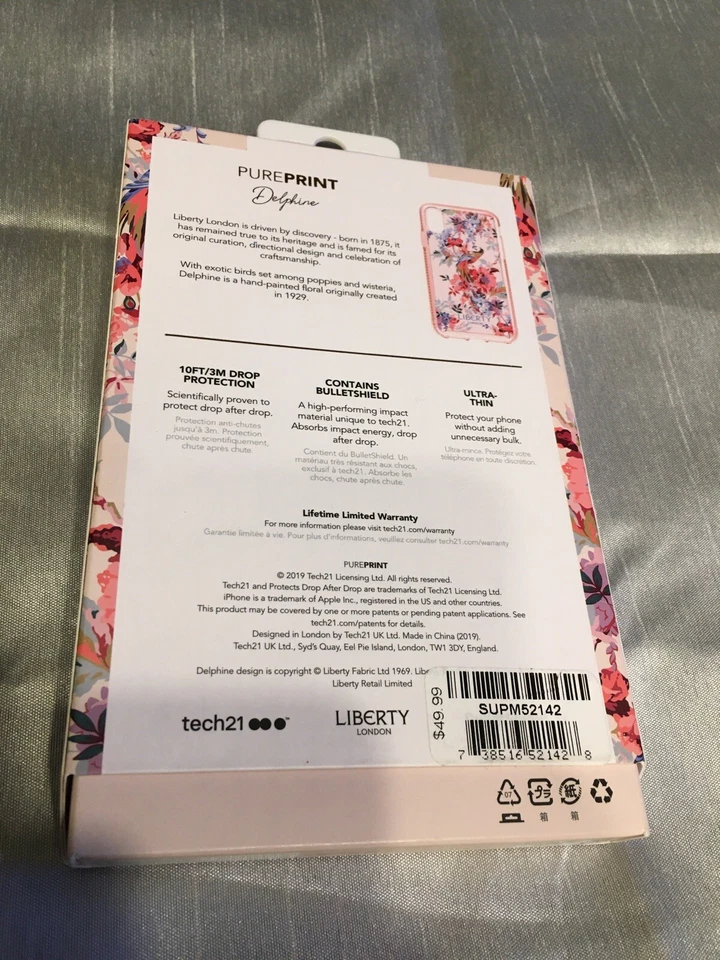 PUREPRINT
Delphine
Liberty London is driven by discovery - born in 1875, it
has remained true to its heritage and is famed for its
original curation, directional design and celebration of
craftsmanship.
With exotic birds set among poppies and wisteria,
Delphine is a hand-painted floral originally created
in 1929.
LIBERTY
10FT/3M DROP
PROTECTION
Scientifically proven to
protect drop after drop.
Protection anti-chutes
jusqu'à 3m. Protection
prouvée scientifiquement,
chute après chute.
CONTAINS
BULLETSHIELD
A high-performing impact
material unique to tech21.
Absorbs impact energy, drop
after drop.
Contient du BulletShield. Un
matériau très résistant aux chocs,
exclusif à tech21. Absorbe les
chocs, chute après chute.
ULTRA-
THIN
Protect your phone
without adding
unnecessary bulk.
Ultra-mince. Protégez votre
téléphone en toute discrétion.
Lifetime Limited Warranty
For more information please visit tech21.com/warranty
Garantie limitée à vie. Pour plus d'informations, veuillez consulter tech21.com/warranty
PUREPRINT
© 2019 Tech21 Licensing Ltd. All rights reserved.
Tech21 and Protects Drop After Drop are trademarks of Tech21 Licensing Ltd.
iPhone is a trademark of Apple Inc., registered in the US and other countries.
This product may be covered by one or more patents or pending patent applications. See
tech21.com/patents for details.
Designed in London by Tech21 UK Ltd. Made in China (2019).
Tech21 UK Ltd., Syd's Quay, Eel Pie Island, London, TW1 3DY, England.
Delphine design is copyright © Liberty Fabric Ltd 1969. Libe
Liberty Retail Limited
tech21™
LIBERTY
LONDON
$49.99
SUPM52142
7 38516 52142 8
07
プラ
紙
箱
箱